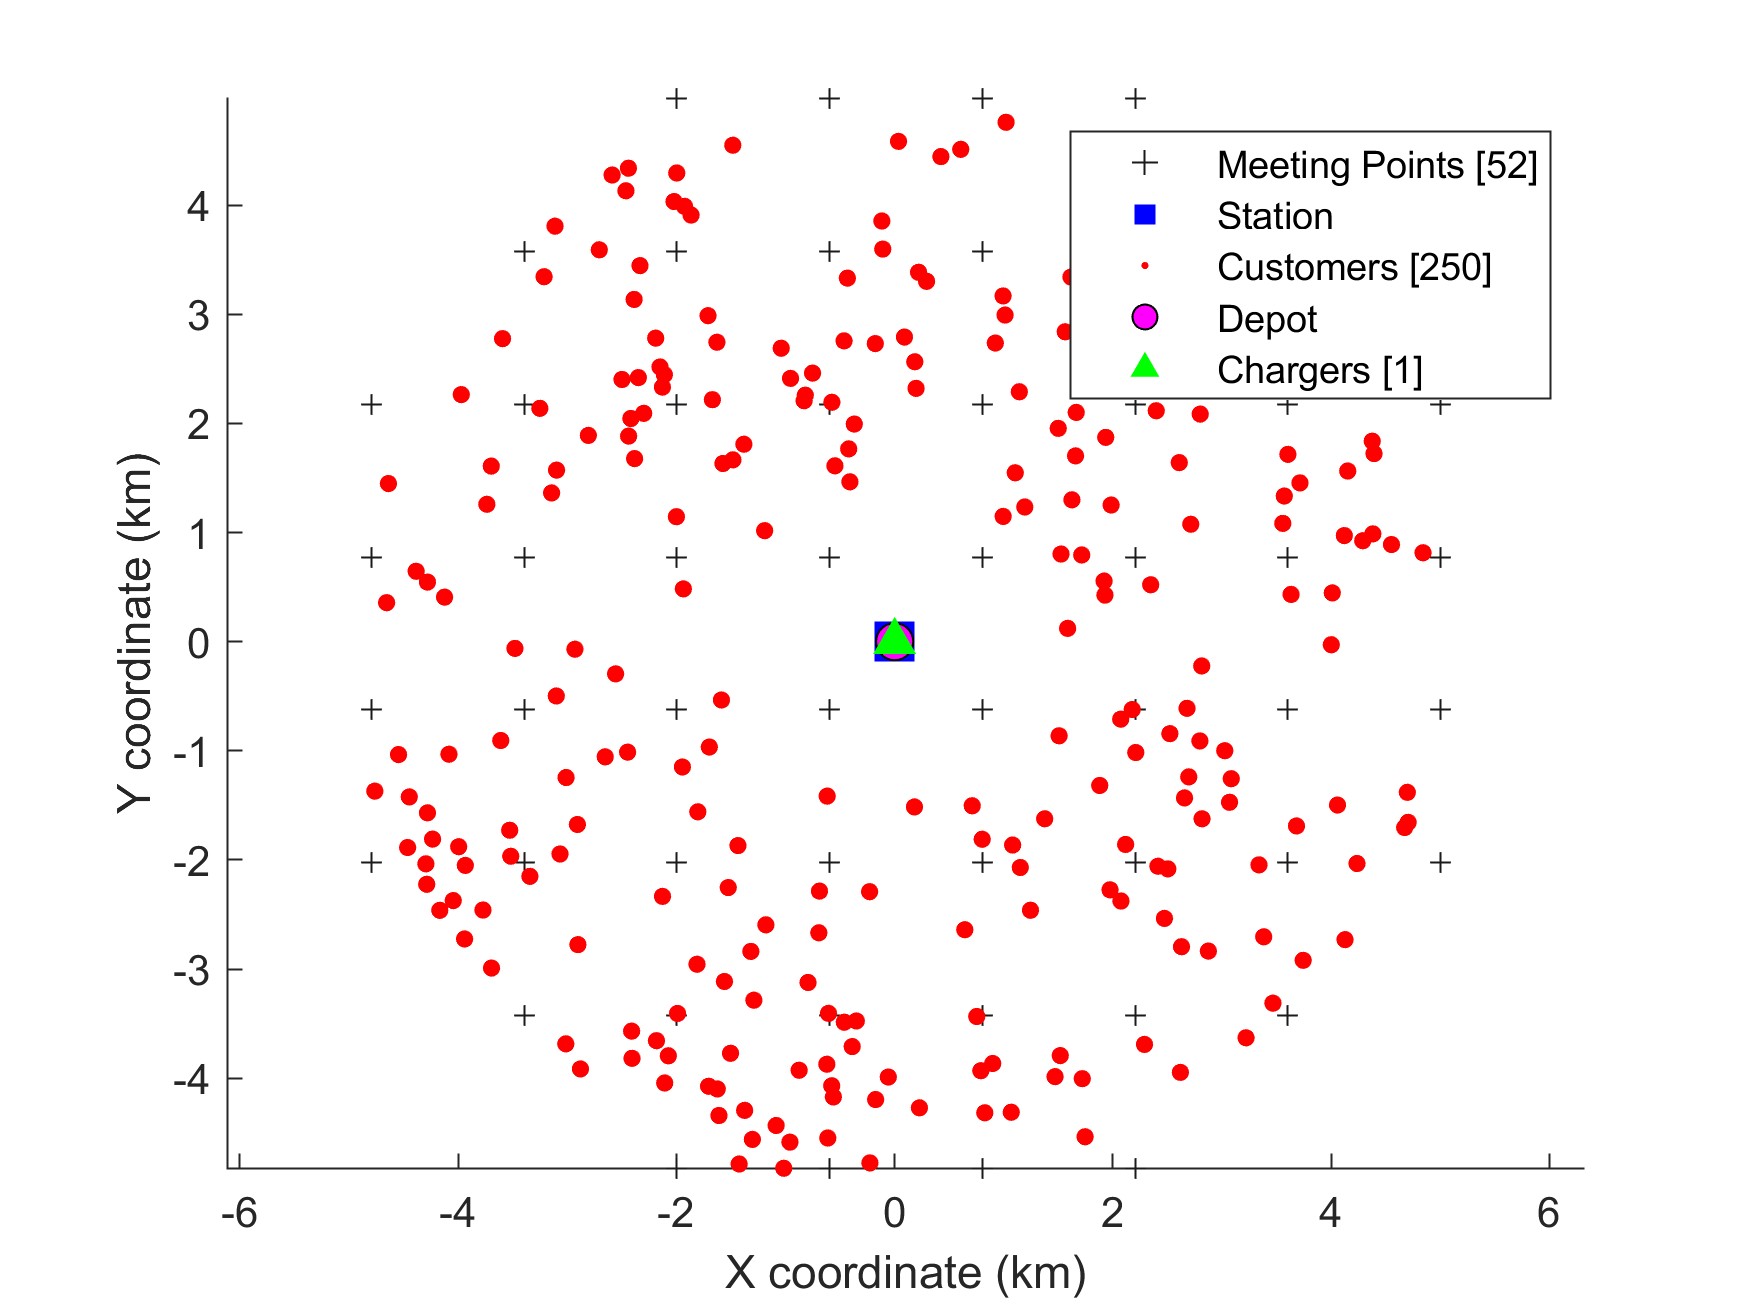 Meeting Points [52]
Station
Customers [250]
Depot
Chargers [1]
4
3
2
1
0
-1
-2
-3
-4
Y coordinate (km)
-6 -4 -2 0 2 4 6
X coordinate (km)